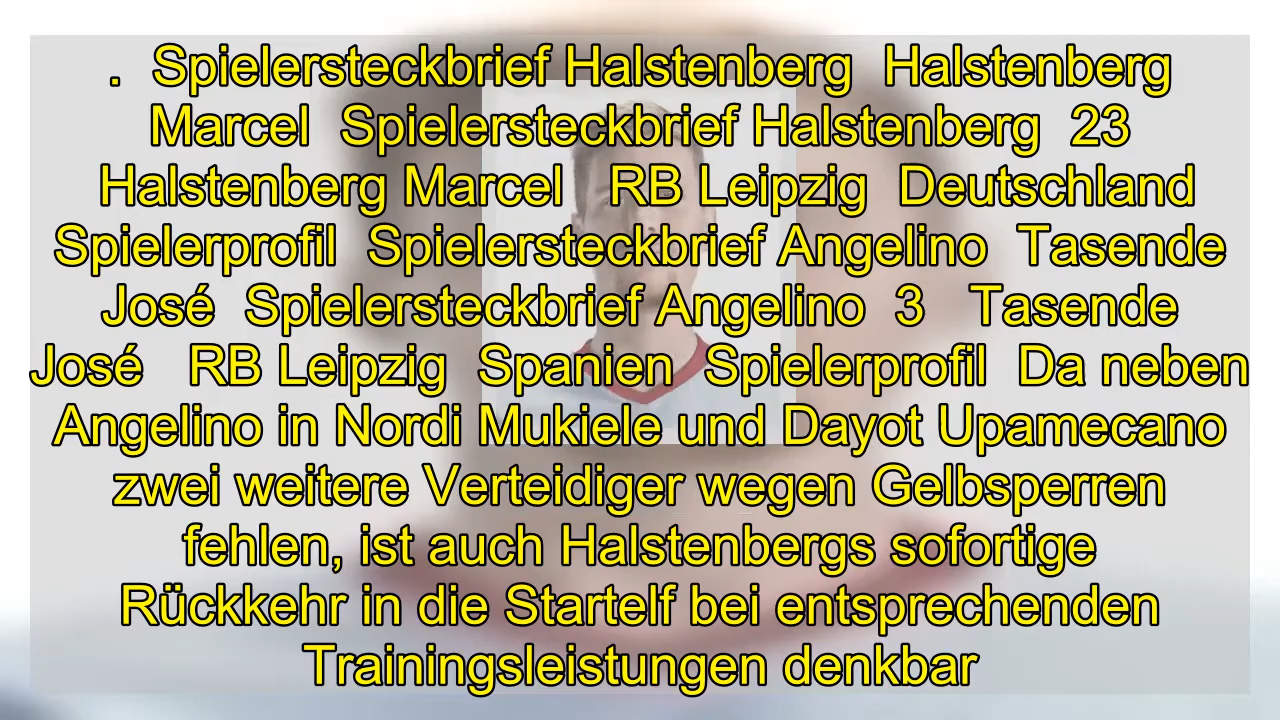 .  Spielersteckbrief Halstenberg  Halstenberg
Marcel  Spielersteckbrief Halstenberg  23
Halstenberg Marcel   RB Leipzig  Deutschland
Spielerprofil  Spielersteckbrief Angelino  Tasende
José  Spielersteckbrief Angelino  3   Tasende
José   RB Leipzig  Spanien  Spielerprofil  Da neben
Angelino in Nordi Mukiele und Dayot Upamecano
zwei weitere Verteidiger wegen Gelbsperren
fehlen, ist auch Halstenbergs sofortige
Rückkehr in die Startelf bei entsprechenden
Trainingsleistungen denkbar